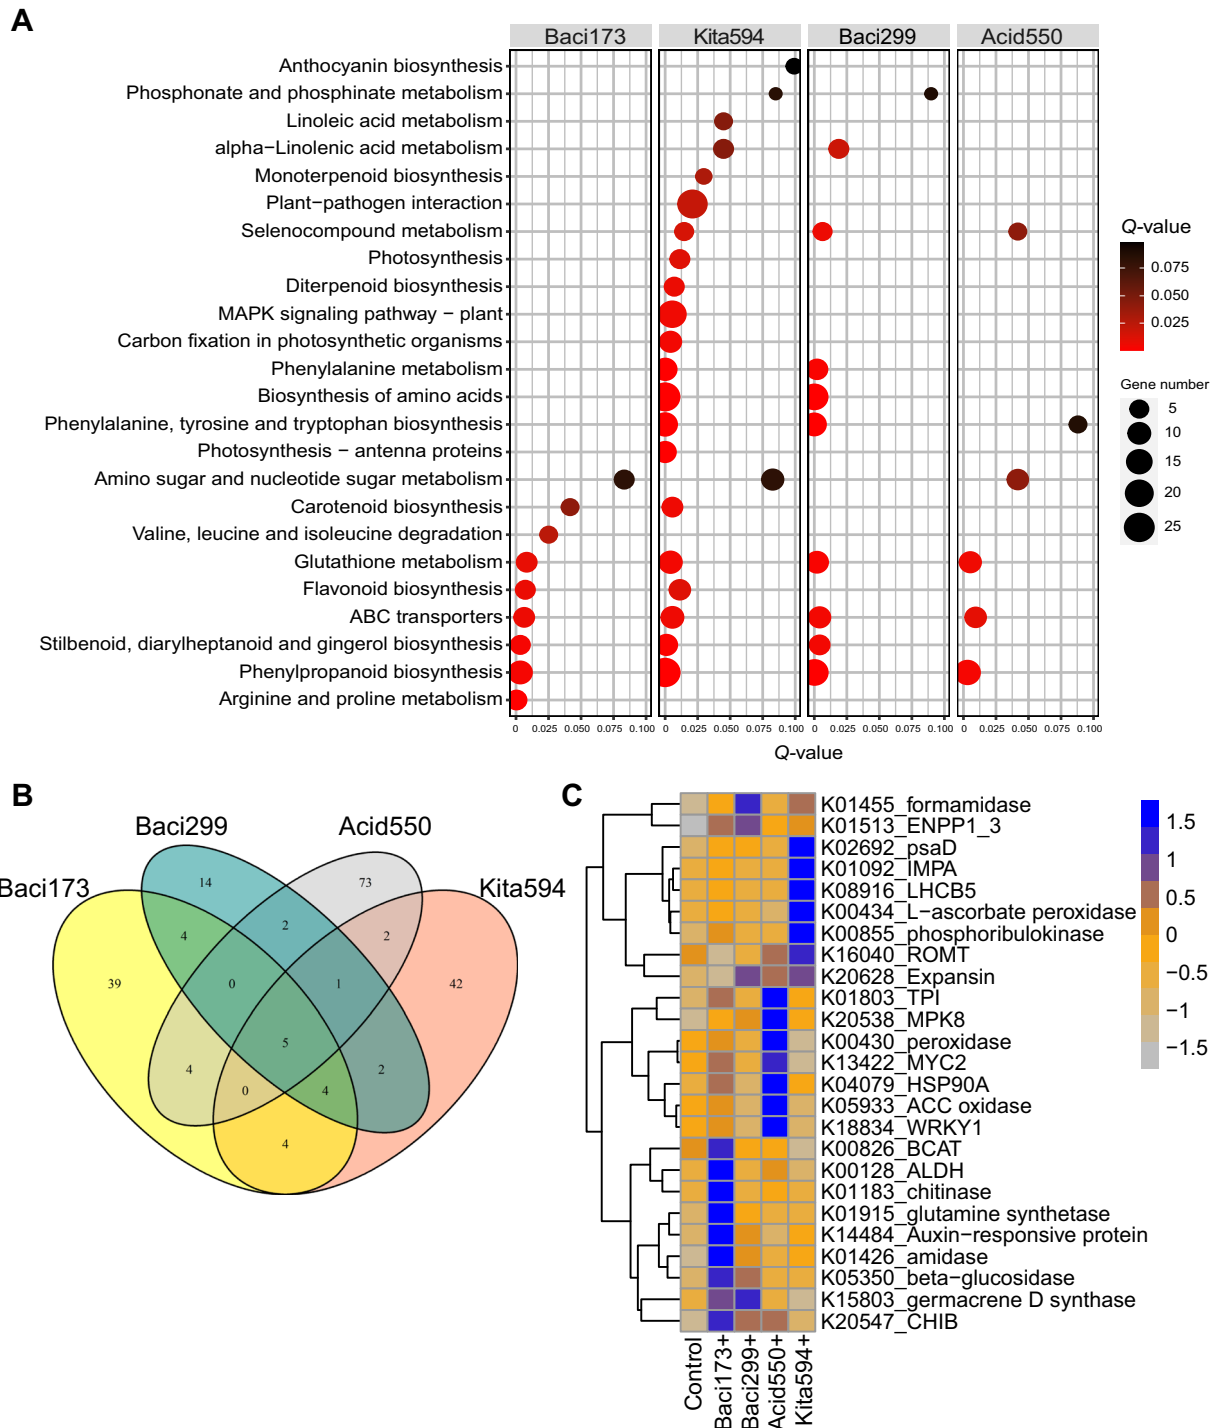 A
Baci173 Kita594 Baci299 Acid550
Anthocyanin biosynthesis
Phosphonate and phosphinate metabolism
Linoleic acid metabolism
alpha−Linolenic acid metabolism
Monoterpenoid biosynthesis
Plant−pathogen interaction
Selenocompound metabolism
Photosynthesis
Diterpenoid biosynthesis
MAPK signaling pathway − plant
Carbon fixation in photosynthetic organisms
Phenylalanine metabolism
Biosynthesis of amino acids
Phenylalanine, tyrosine and tryptophan biosynthesis
Photosynthesis − antenna proteins
Amino sugar and nucleotide sugar metabolism
Carotenoid biosynthesis
Valine, leucine and isoleucine degradation
Glutathione metabolism
Flavonoid biosynthesis
ABC transporters
Stilbenoid, diarylheptanoid and gingerol biosynthesis
Phenylpropanoid biosynthesis
Arginine and proline metabolism
0 0.025 0.050 0.075 0.100 0 0.025 0.050 0.075 0.100 0 0.025 0.050 0.075 0.100 0 0.025 0.050 0.075 0.100
Q-value
Q-value
0.075
0.050
0.025
Gene number
5
10
15
20
25
B
Baci299 Acid550
Baci173 Kita594
14 73
4 2 2
39 0 1 42
5
4 0 4 2
4
C
K01455_formamidase
K01513_ENPP1_3
K02692_psaD
K01092_IMPA
K08916_LHCB5
K00434_L−ascorbate peroxidase
K00855_phosphoribulokinase
K16040_ROMT
K20628_Expansin
K01803_TPI
K20538_MPK8
K00430_peroxidase
K13422_MYC2
K04079_HSP90A
K05933_ACC oxidase
K18834_WRKY1
K00826_BCAT
K00128_ALDH
K01183_chitinase
K01915_glutamine synthetase
K14484_Auxin−responsive protein
K01426_amidase
K05350_beta−glucosidase
K15803_germacrene D synthase
K20547_CHIB
Control
Baci173+
Baci299+
Acid550+
Kita594+
1.5
1
0.5
0
−0.5
−1
−1.5